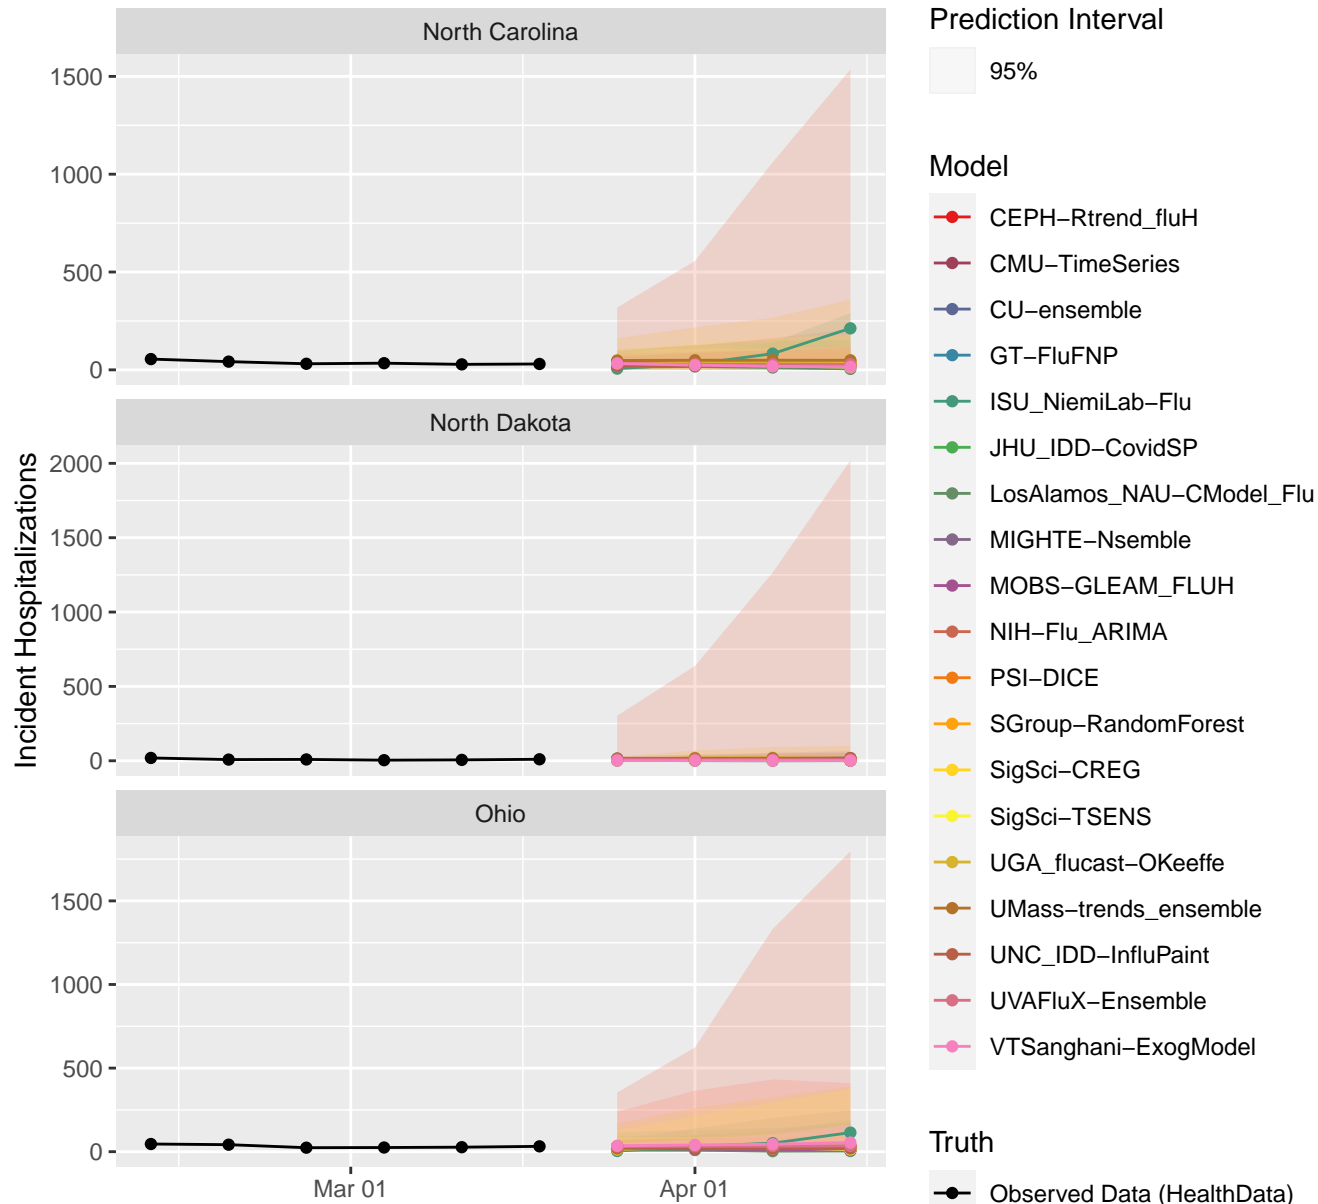 North Carolina
1500
1000
500
0
North Dakota
2000
1500
1000
500
0
Ohio
1500
1000
500
0
Mar 01
Apr 01
Incident Hospitalizations
Prediction Interval
95%
Model
CEPH−Rtrend_fluH
CMU−TimeSeries
CU−ensemble
GT−FluFNP
ISU_NiemiLab−Flu
JHU_IDD−CovidSP
LosAlamos_NAU−CModel_Flu
MIGHTE−Nsemble
MOBS−GLEAM_FLUH
NIH−Flu_ARIMA
PSI−DICE
SGroup−RandomForest
SigSci−CREG
SigSci−TSENS
UGA_flucast−OKeeffe
UMass−trends_ensemble
UNC_IDD−InfluPaint
UVAFluX−Ensemble
VTSanghani−ExogModel
Truth
Observed Data (HealthData)